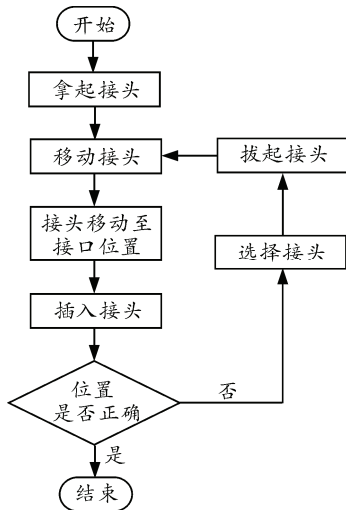 开始
拿起接头
移动接头
拔起接头
接头移动至
接口位置
选择接头
插入接头
位置
是否正确
否
是
结束